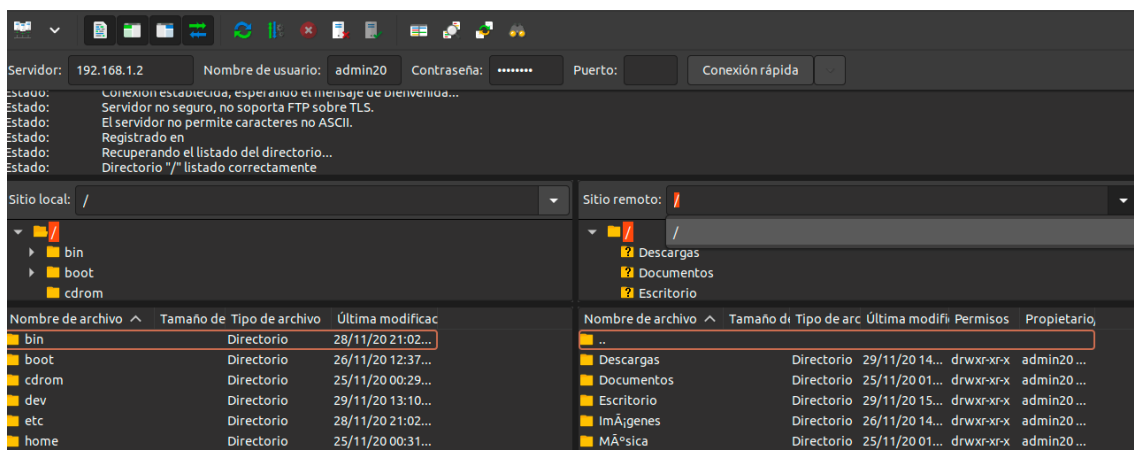 Servidor: 192.168.1.2 Nombre de usuario: admin20 Contraseña: •••••••• Puerto: Conexión rápida
Estado: Conexión establecida, esperando el mensaje de bienvenida...
Estado: Servidor no seguro, no soporta FTP sobre TLS.
Estado: El servidor no permite caracteres no ASCII.
Estado: Registrado en
Estado: Recuperando el listado del directorio...
Estado: Directorio "/" listado correctamente
Sitio local: /
/
bin
boot
cdrom
Nombre de archivo Tamaño de Tipo de archivo Última modificac
bin Directorio 28/11/20 21:02...
boot Directorio 26/11/20 12:37...
cdrom Directorio 25/11/20 00:29...
dev Directorio 29/11/20 13:10...
etc Directorio 28/11/20 21:02...
home Directorio 25/11/20 00:31...
Sitio remoto: /
/
/
Descargas
Documentos
Escritorio
Nombre de archivo Tamaño de Tipo de arc Última modifi Permisos Propietario
..
Descargas Directorio 29/11/20 14... drwxr-xr-x admin20 ...
Documentos Directorio 25/11/20 01... drwxr-xr-x admin20 ...
Escritorio Directorio 29/11/20 15... drwxr-xr-x admin20 ...
ImÃ¡genes Directorio 26/11/20 14... drwxr-xr-x admin20 ...
MÃºsica Directorio 25/11/20 01... drwxr-xr-x admin20 ...